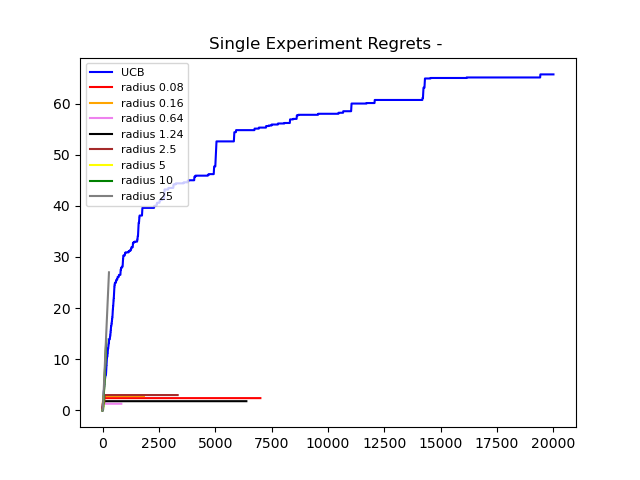 Single Experiment Regrets -
UCB
radius 0.08
radius 0.16
radius 0.64
radius 1.24
radius 2.5
radius 5
radius 10
radius 25
60
50
40
30
20
10
0
0 2500 5000 7500 10000 12500 15000 17500 20000